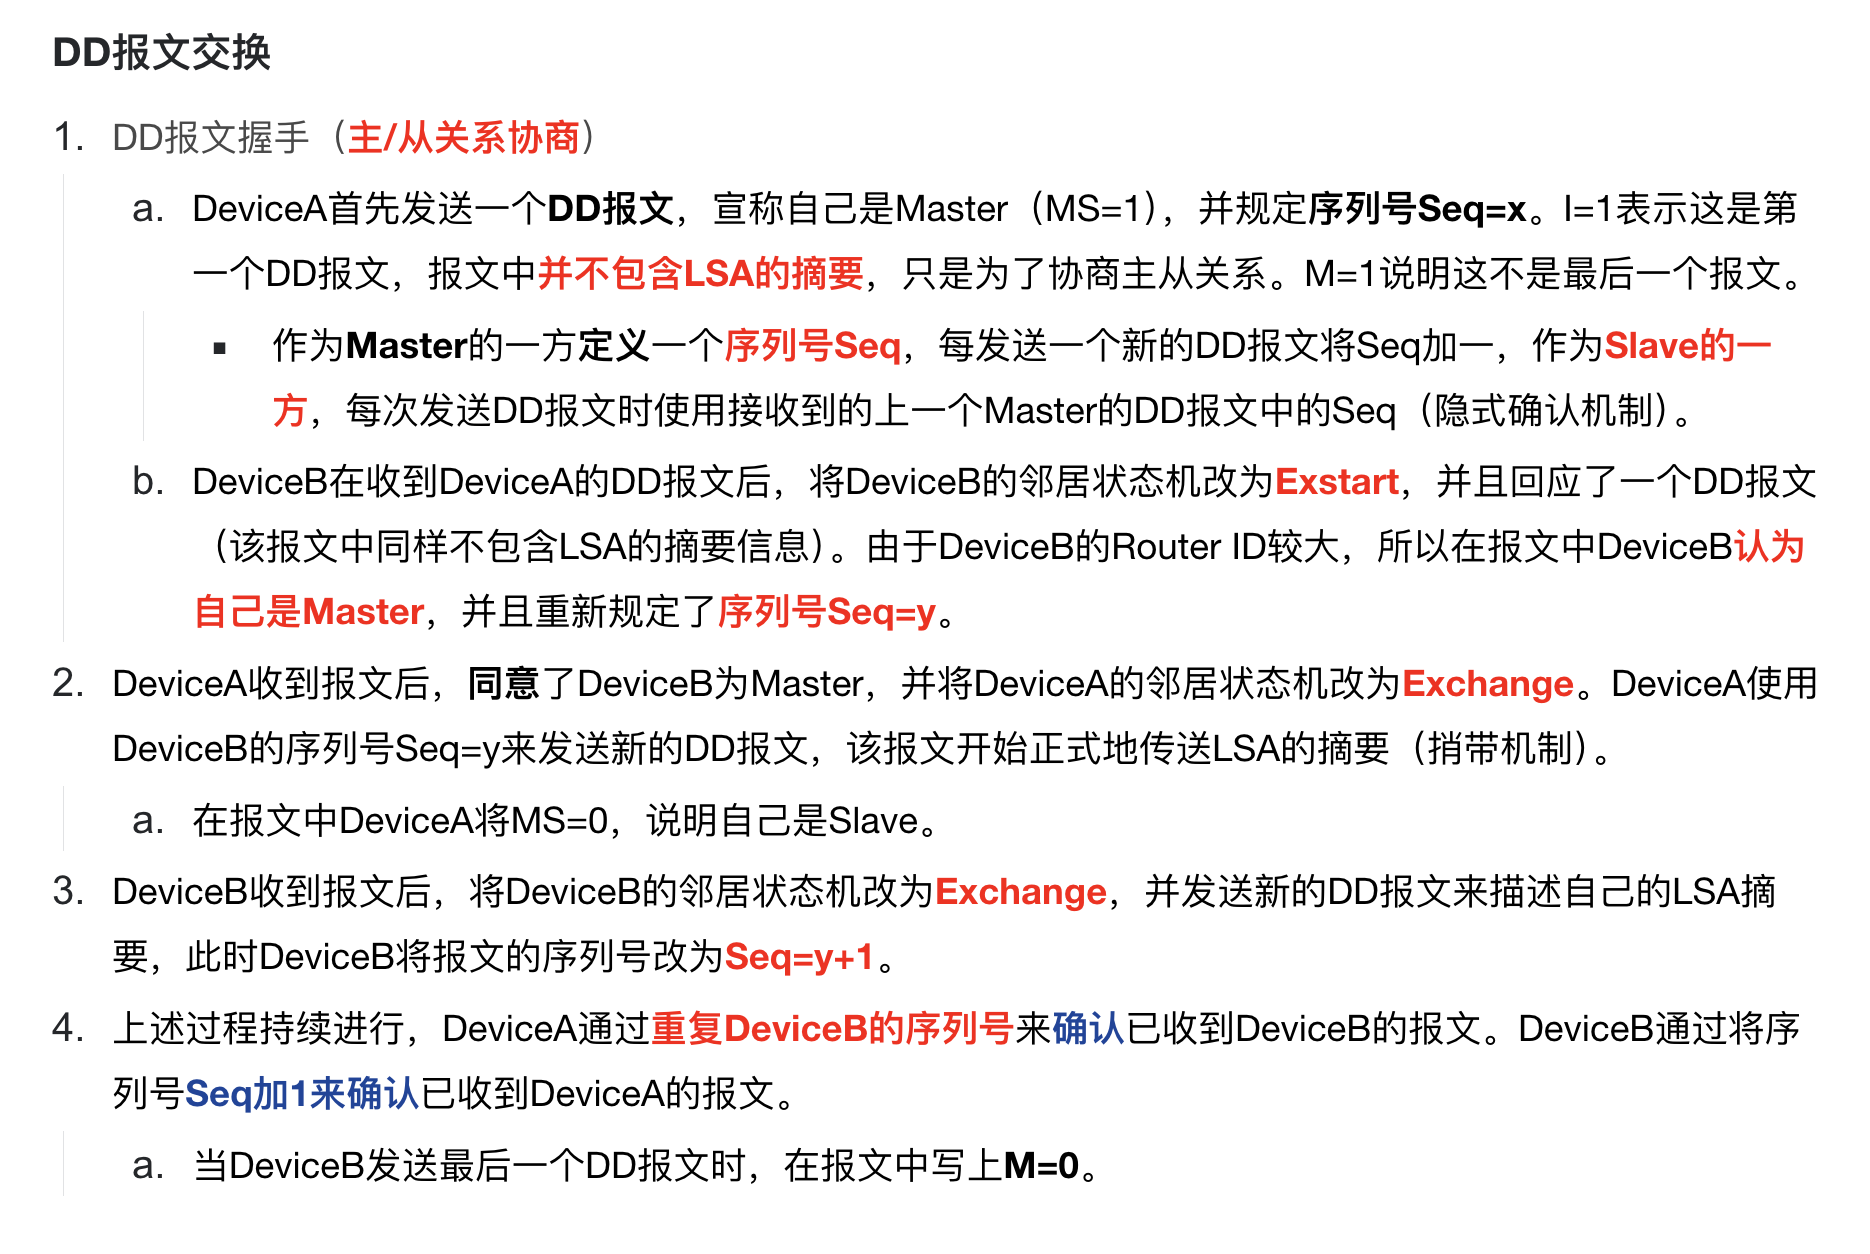 DD报文交换
1. DD报文握手（主/从关系协商）
a. DeviceA首先发送一个DD报文，宣称自己是Master（MS=1），并规定序列号Seq=x。I=1表示这是第
一个DD报文，报文中并不包含LSA的摘要，只是为了协商主从关系。M=1说明这不是最后一个报文。
▪ 作为Master的一方定义一个序列号Seq，每发送一个新的DD报文将Seq加一，作为Slave的一
方，每次发送DD报文时使用接收到的上一个Master的DD报文中的Seq（隐式确认机制）。
b. DeviceB在收到DeviceA的DD报文后，将DeviceB的邻居状态机改为Exstart，并且回应了一个DD报文
（该报文中同样不包含LSA的摘要信息）。由于DeviceB的Router ID较大，所以在报文中DeviceB认为
自己是Master，并且重新规定了序列号Seq=y。
2. DeviceA收到报文后，同意了DeviceB为Master，并将DeviceA的邻居状态机改为Exchange。DeviceA使用
DeviceB的序列号Seq=y来发送新的DD报文，该报文开始正式地传送LSA的摘要（捎带机制）。
a. 在报文中DeviceA将MS=0，说明自己是Slave。
3. DeviceB收到报文后，将DeviceB的邻居状态机改为Exchange，并发送新的DD报文来描述自己的LSA摘
要，此时DeviceB将报文的序列号改为Seq=y+1。
4. 上述过程持续进行，DeviceA通过重复DeviceB的序列号来确认已收到DeviceB的报文。DeviceB通过将序
列号Seq加1来确认已收到DeviceA的报文。
a. 当DeviceB发送最后一个DD报文时，在报文中写上M=0。